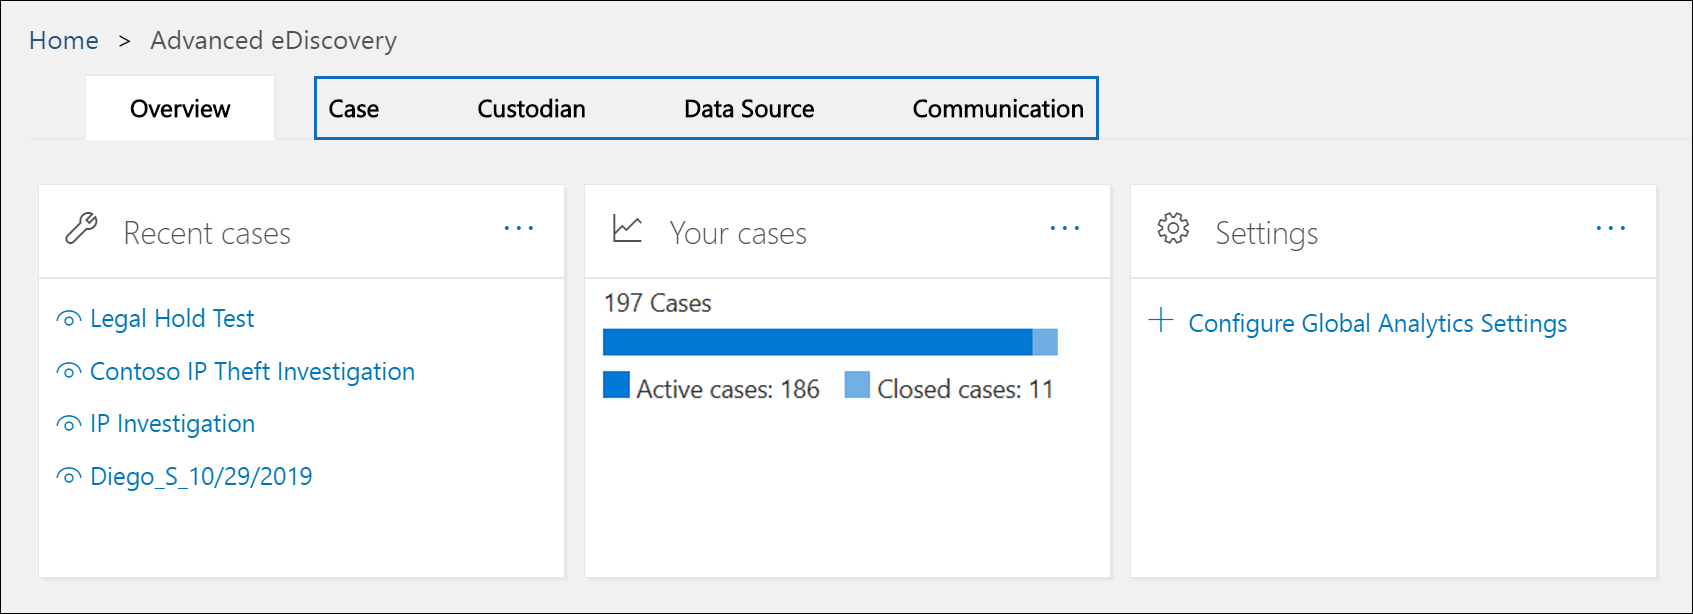 Home > Advanced eDiscovery
Overview Case Custodian Data Source Communication
Recent cases ...
Legal Hold Test
Contoso IP Theft Investigation
IP Investigation
Diego_S_10/29/2019
Your cases ...
197 Cases
Active cases: 186 Closed cases: 11
Settings ...
Configure Global Analytics Settings